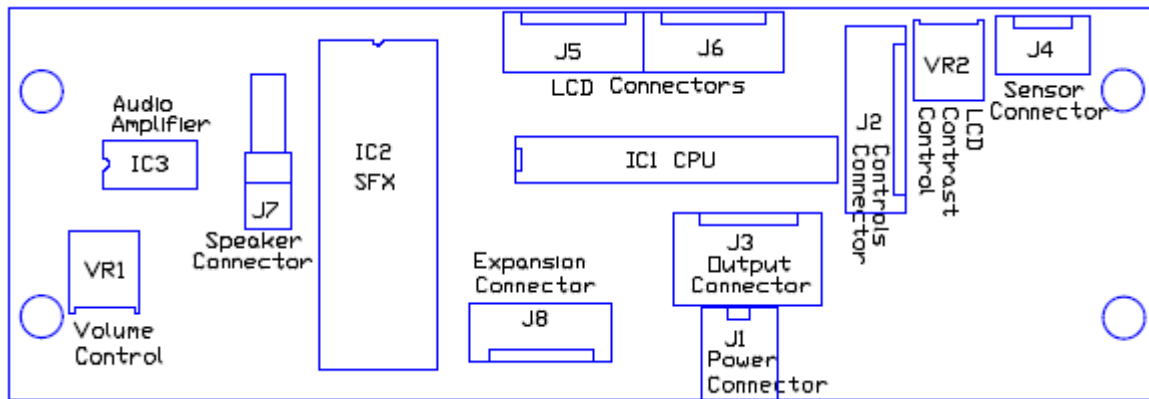 J5
J6
LCD Connectors
VR2
LCD
Contrast
Control
J4
Sensor
Connector
J2
Controls
Connector
Audio
Amplifier
IC3
IC2
SFX
IC1 CPU
J7
Speaker
Connector
VR1
Volume
Control
Expansion
Connector
J8
J3
Output
Connector
J1
Power
Connector